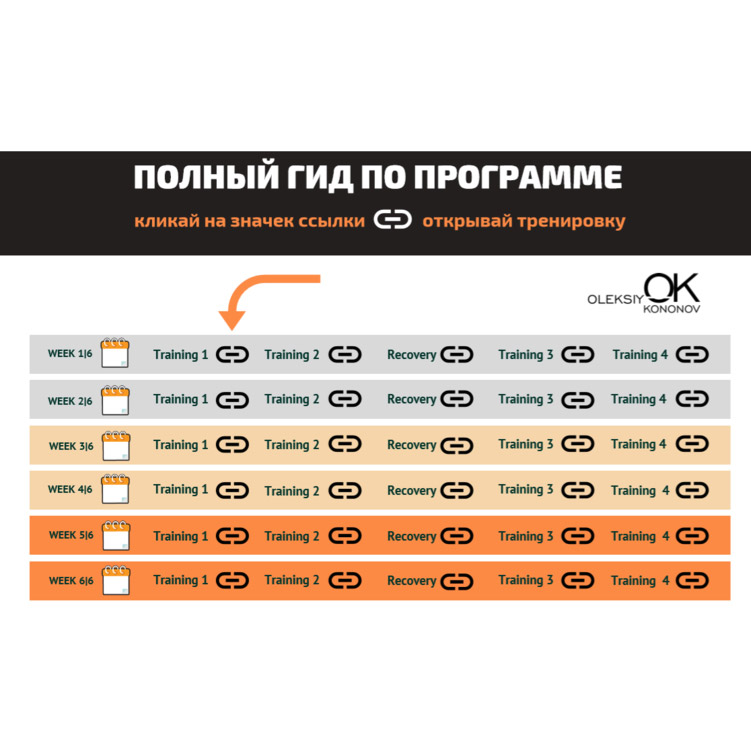 ПОЛНЫЙ ГИД ПО ПРОГРАММЕ
кликай на значек ссылки открывай тренировку
OLEKSIY OK
KONONOV
WEEK 1|6 Training 1 Training 2 Recovery Training 3 Training 4
WEEK 2|6 Training 1 Training 2 Recovery Training 3 Training 4
WEEK 3|6 Training 1 Training 2 Recovery Training 3 Training 4
WEEK 4|6 Training 1 Training 2 Recovery Training 3 Training 4
WEEK 5|6 Training 1 Training 2 Recovery Training 3 Training 4
WEEK 6|6 Training 1 Training 2 Recovery Training 3 Training 4